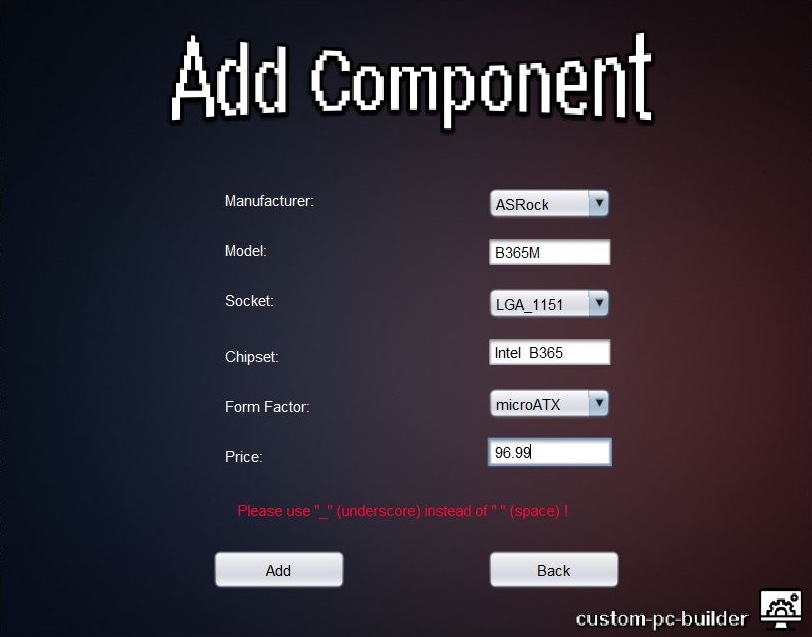 Add Component
Manufacturer: ASRock
Model: B365M
Socket: LGA_1151
Chipset: Intel  B365
Form Factor: microATX
Price: 96.99
Please use "_" (underscore) instead of " " (space) !
Add Back
custom-pc-builder